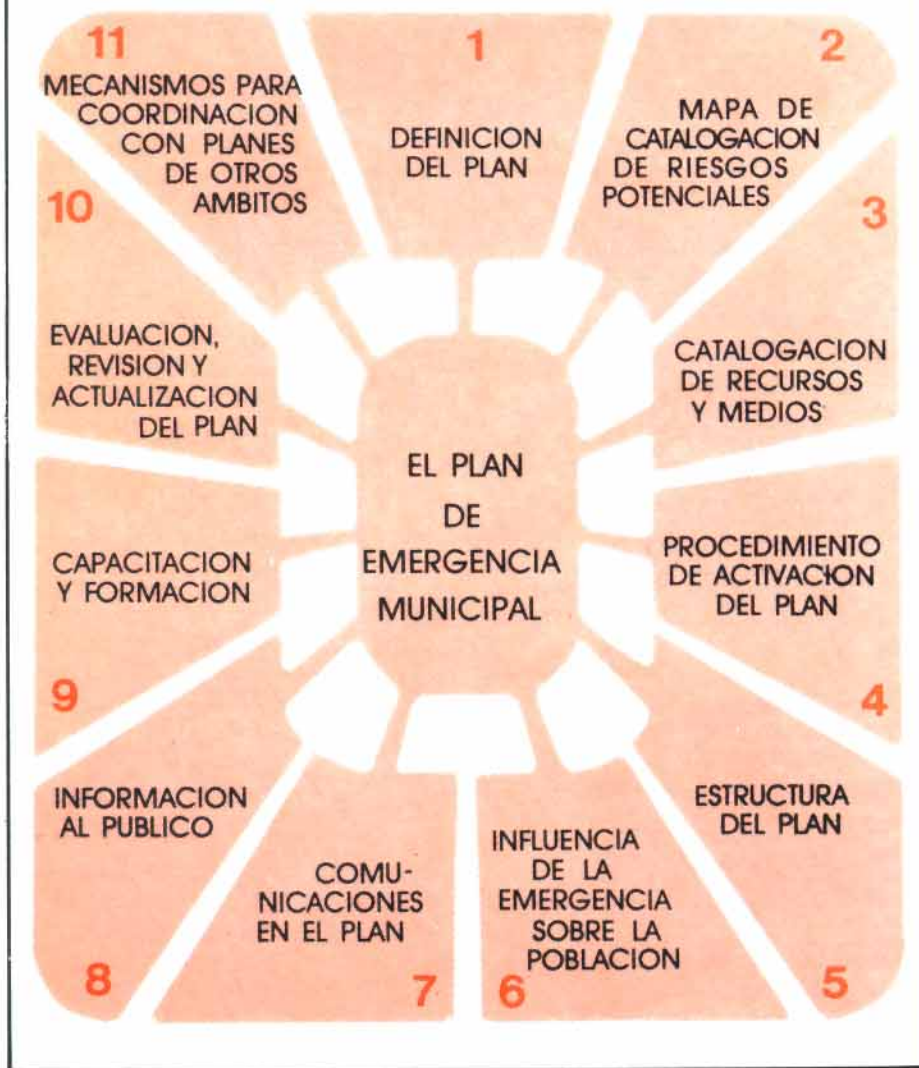 EL PLAN
DE
EMERGENCIA
MUNICIPAL
1
DEFINICION
DEL PLAN
2
MAPA DE
CATALOGACION
DE RIESGOS
POTENCIALES
3
CATALOGACION
DE RECURSOS
Y MEDIOS
PROCEDIMIENTO
DE ACTIVACION
DEL PLAN
4
ESTRUCTURA
DEL PLAN
5
INFLUENCIA
DE LA
EMERGENCIA
SOBRE LA
POBLACION
6
COMU-
NICACIONES
EN EL PLAN
7
INFORMACION
AL PUBLICO
8
CAPACITACION
Y FORMACION
9
10
EVALUACION,
REVISION Y
ACTUALIZACION
DEL PLAN
11
MECANISMOS PARA
COORDINACION
CON PLANES
DE OTROS
AMBITOS